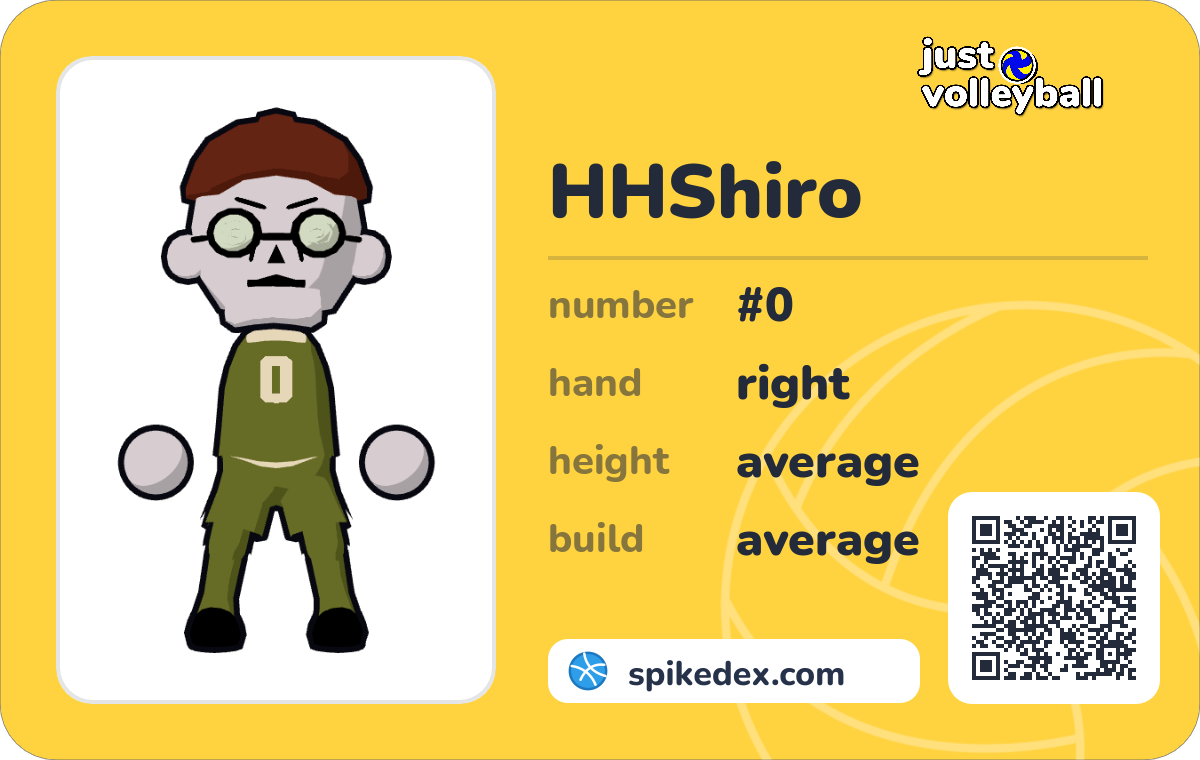 just
volleyball
HHShiro
number #0
hand right
height average
build average
0
spikedex.com